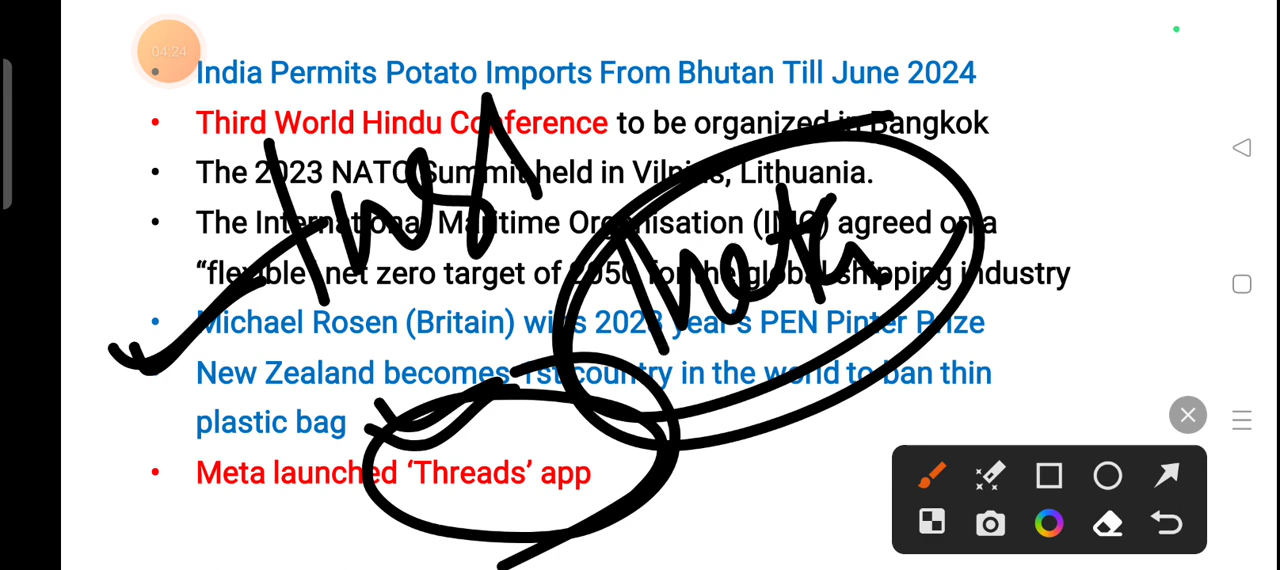 04:24
• India Permits Potato Imports From Bhutan Till June 2024
• Third World Hindu Conference to be organized in Bangkok
• The 2023 NATO Summit held in Vilnius, Lithuania.
• The International Maritime Organisation (IMO) agreed on a
“flexible” net zero target of 2050 for the global shipping industry
• Michael Rosen (Britain) wins 2023 year's PEN Pinter Prize
New Zealand becomes 1st country in the world to ban thin
plastic bag
• Meta launched ‘Threads’ app